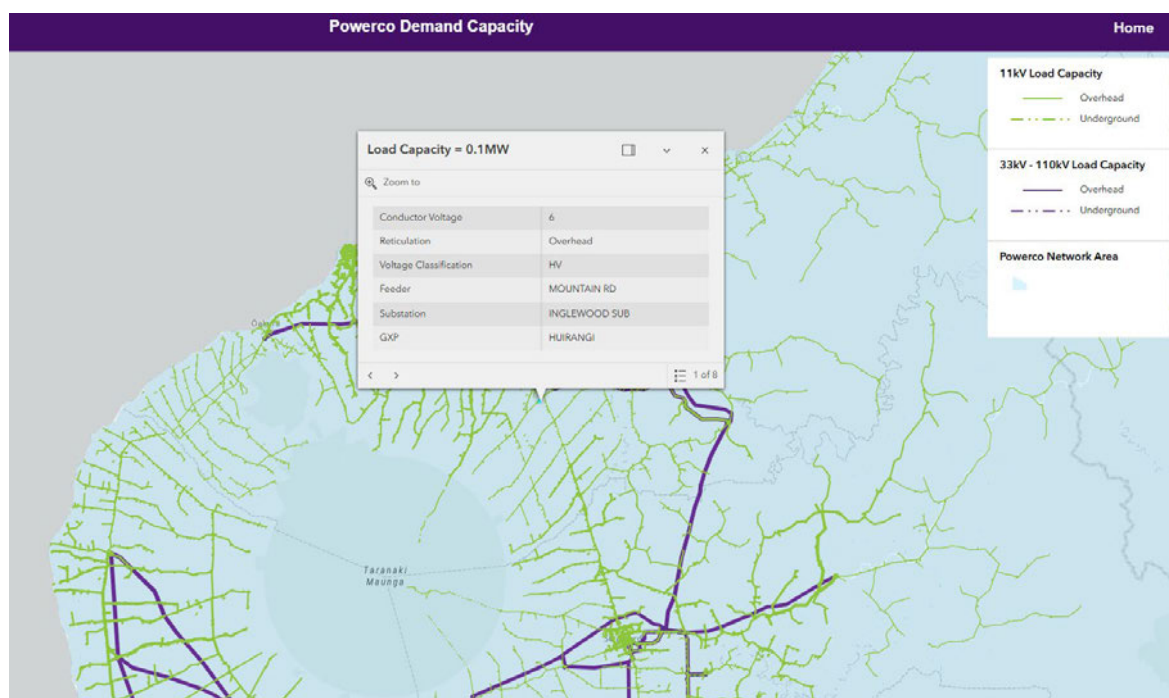 Powerco Demand Capacity
Home
11kV Load Capacity
Overhead
Underground
33kV - 110kV Load Capacity
Overhead
Underground
Powerco Network Area
Load Capacity = 0.1MW
Zoom to
Conductor Voltage 6
Reticulation Overhead
Voltage Classification HV
Feeder MOUNTAIN RD
Substation INGLEWOOD SUB
GXP HUIRANGI
1 of 8
Taranaki
Maunga